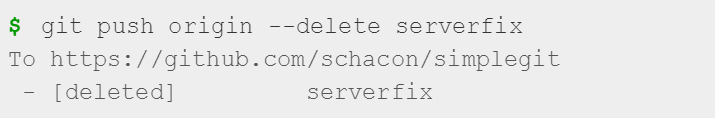 $ git push origin --delete serverfix
To https://github.com/schacon/simplegit
 - [deleted]         serverfix